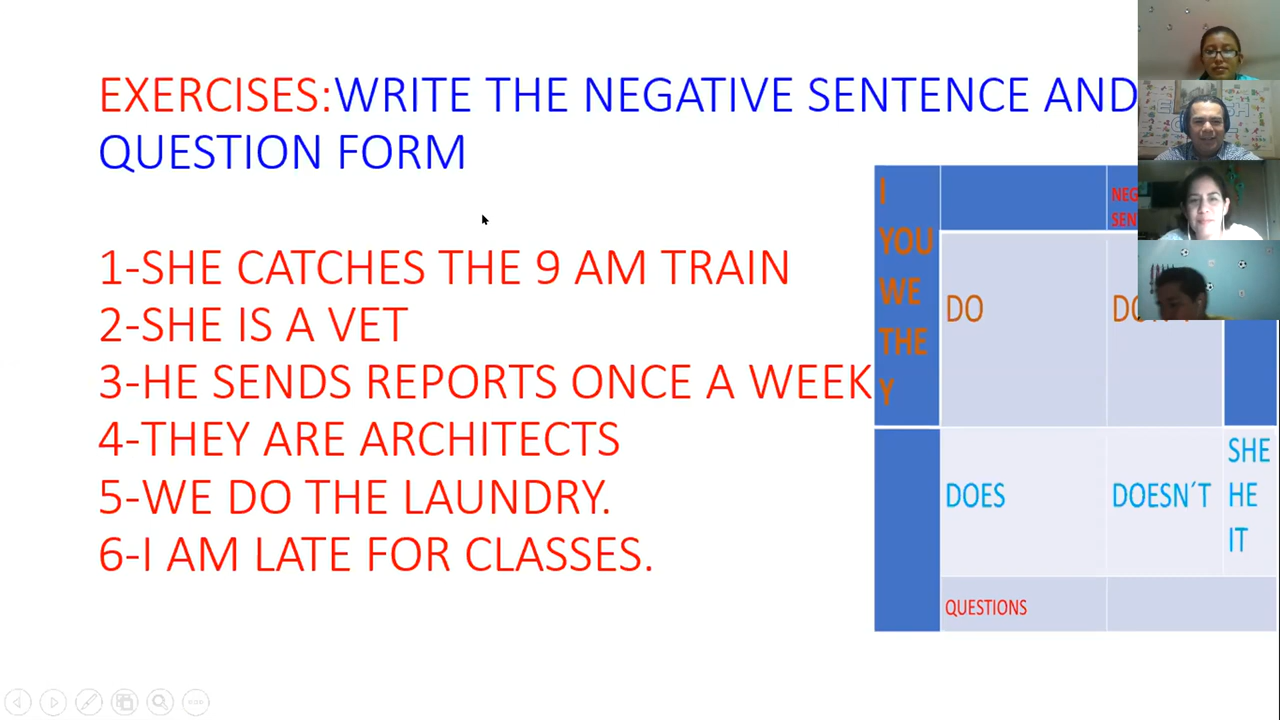 EXERCISES:WRITE THE NEGATIVE SENTENCE AND
QUESTION FORM
1-SHE CATCHES THE 9 AM TRAIN
2-SHE IS A VET
3-HE SENDS REPORTS ONCE A WEEK
4-THEY ARE ARCHITECTS
5-WE DO THE LAUNDRY.
6-I AM LATE FOR CLASSES.
I
YOU
WE
THE
Y
DO
DOES
DOESN´T
SHE
HE
IT
QUESTIONS